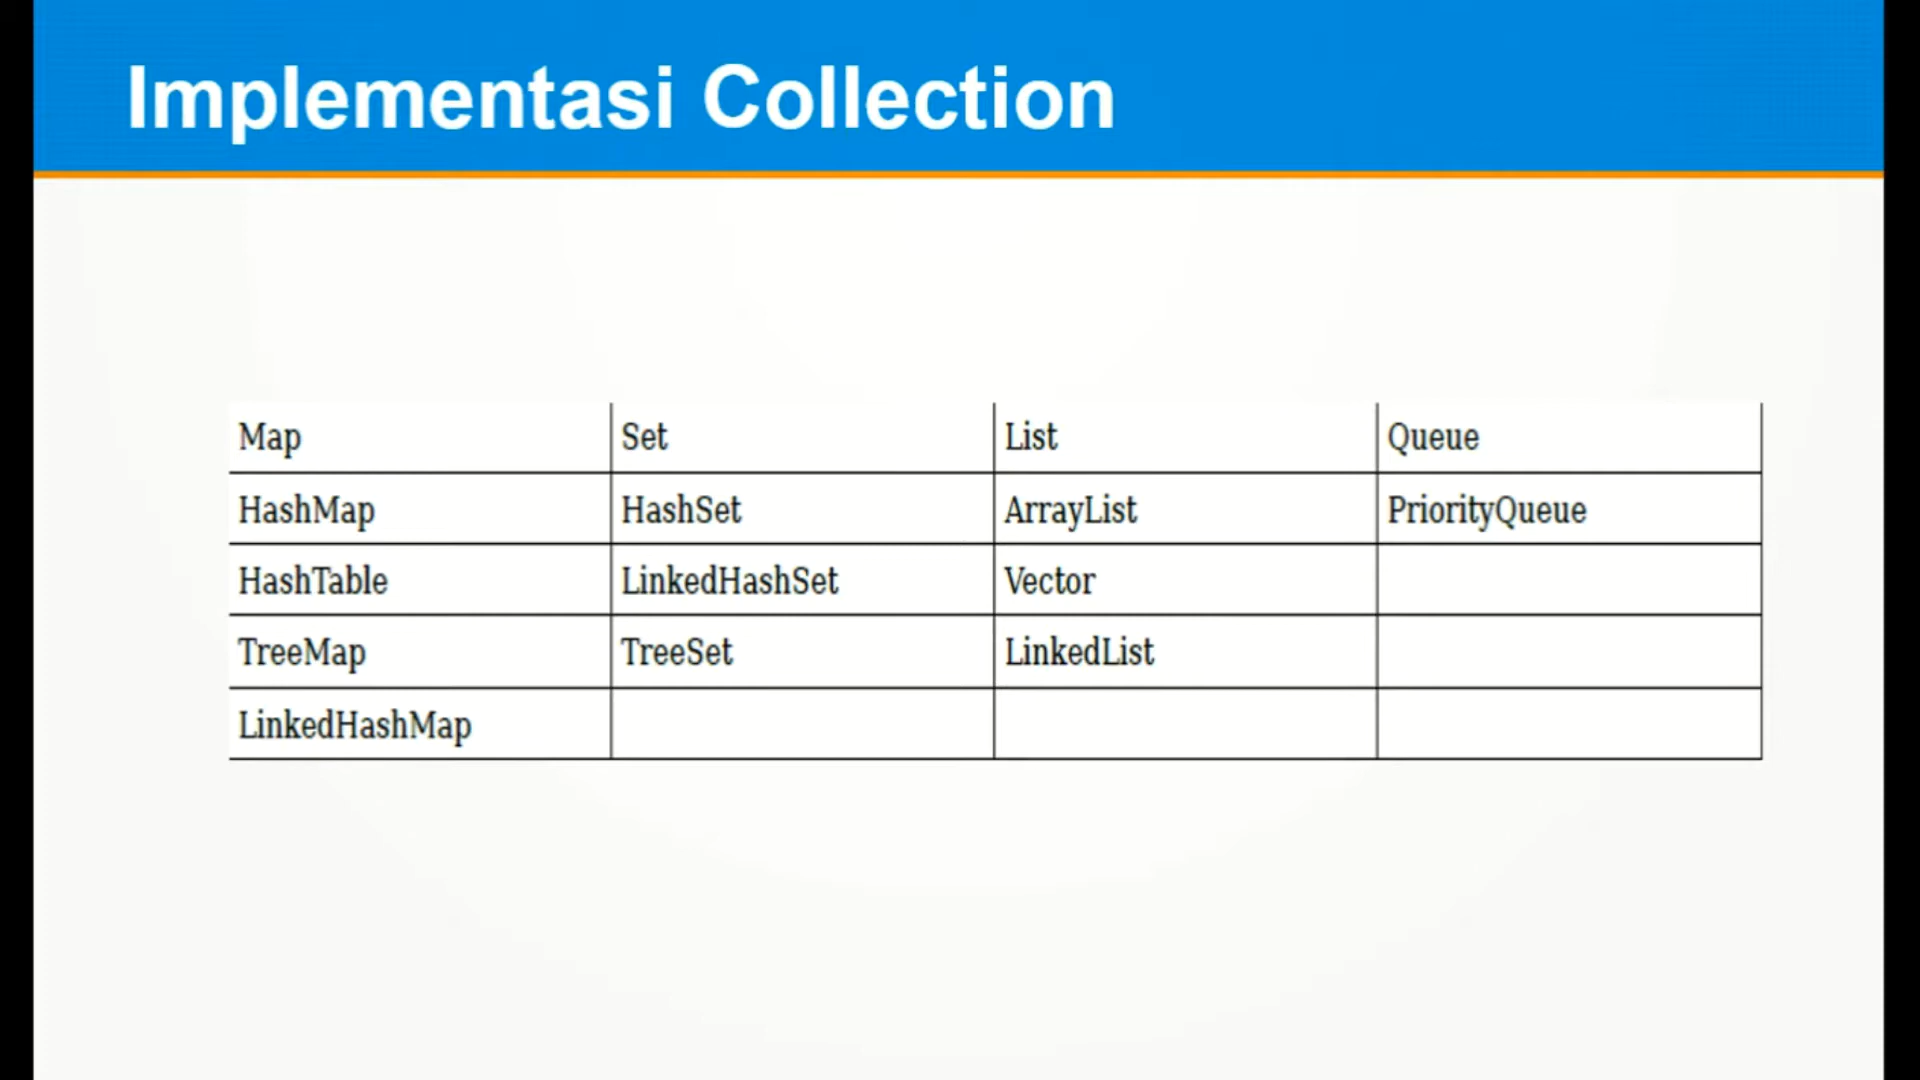 Implementasi Collection
Map Set List Queue
HashMap HashSet ArrayList PriorityQueue
HashTable LinkedHashSet Vector
TreeMap TreeSet LinkedList
LinkedHashMap